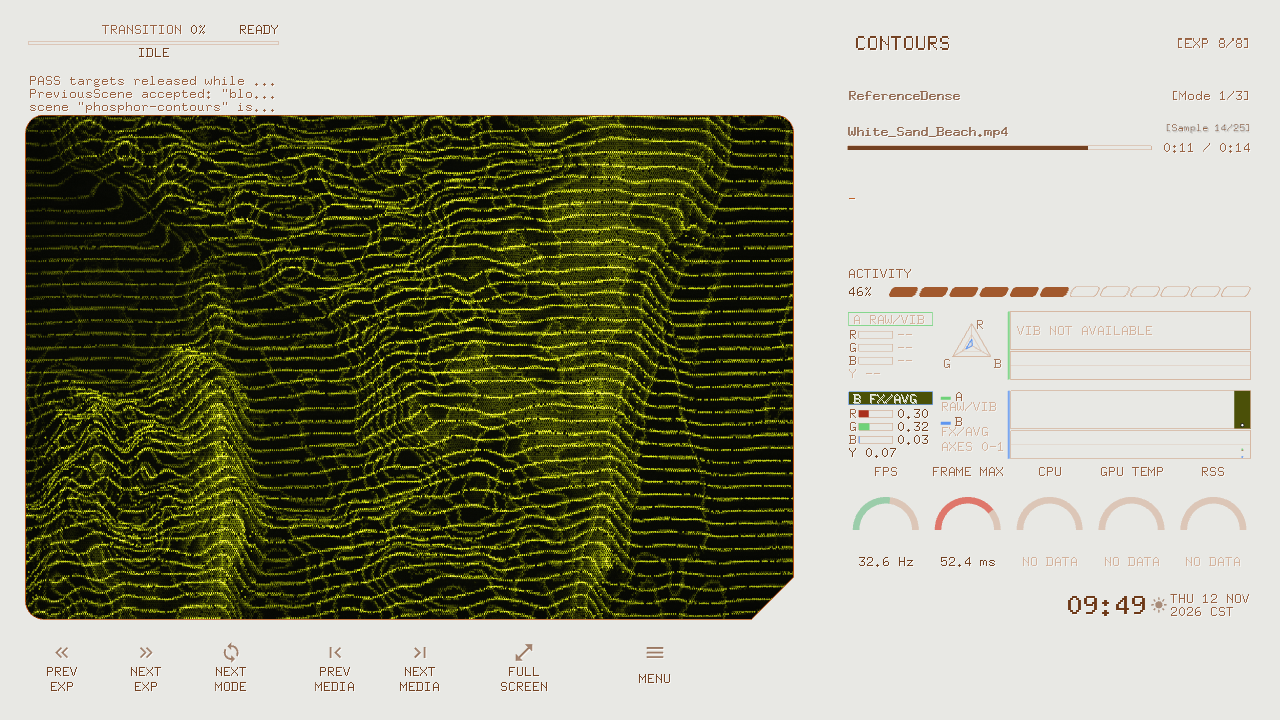 TRANSITION 0% READY
IDLE
PASS targets released while ...
PreviousScene accepted: "blo...
scene "phosphor-contours" is...
CONTOURS [EXP 8/8]
ReferenceDense [Mode 1/3]
White_Sand_Beach.mp4 [Sample 14/25]
0:11 / 0:14
–
ACTIVITY
46%
A RAW/VIB
R --
G --
B --
Y --
R
G B
VIB NOT AVAILABLE
B FX/AVG
R 0.30
G 0.32
B 0.03
Y 0.07
A
RAW/VIB
B
FX/AVG
AXES 0-1
FPS FRAME MAX CPU GPU TEMP RSS
32.6 Hz 52.4 ms NO DATA NO DATA NO DATA
09:49 THU 12 NOV
2026 CST
PREV
EXP
NEXT
EXP
NEXT
MODE
PREV
MEDIA
NEXT
MEDIA
FULL
SCREEN
MENU